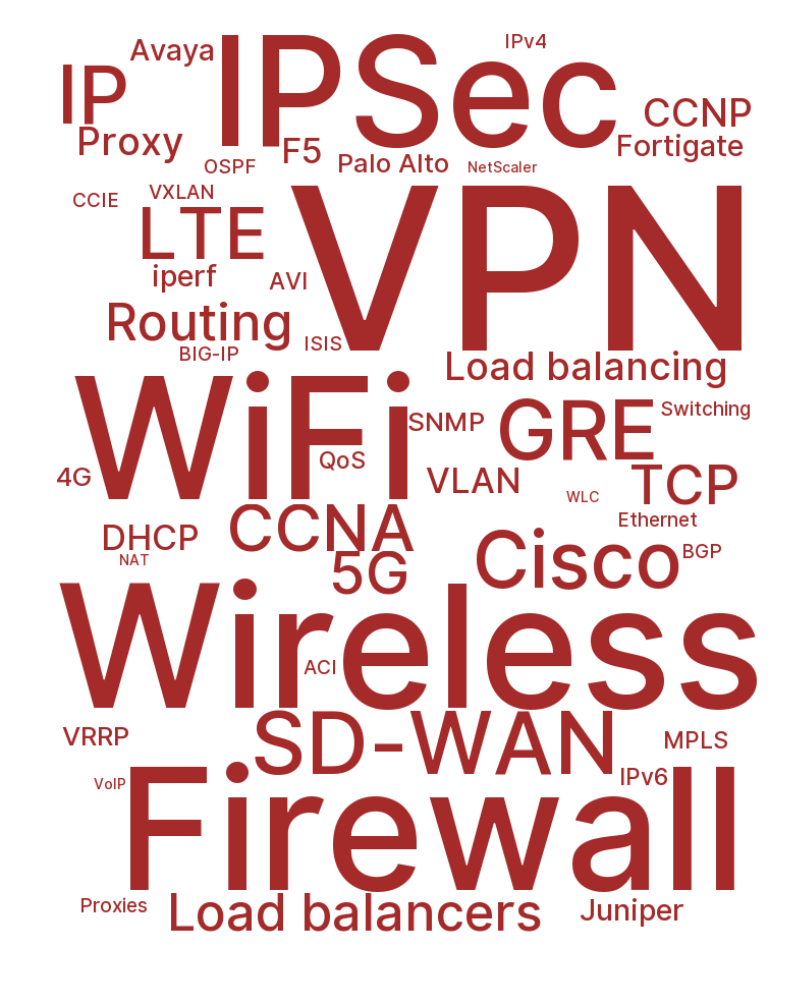 IPv4
Avaya
IPSec
IP
CCNP
Proxy
F5
Fortigate
OSPF
Palo Alto
NetScaler
CCIE
VXLAN
VPN
LTE
iperf
AVI
Routing
ISIS
BIG-IP
Load balancing
WiFi
SNMP
GRE
Switching
QoS
4G
VLAN
TCP
WLC
Ethernet
CCNA
DHCP
NAT
5G
Cisco
BGP
Wireless
ACI
SD-WAN
VRRP
MPLS
VoIP
IPv6
Firewall
Proxies
Load balancers
Juniper